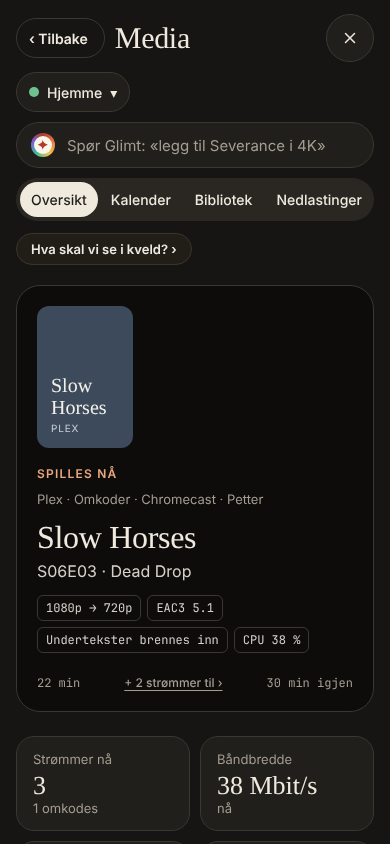 ‹ Tilbake
Media
×
Hjemme ▾
Spør Glimt: «legg til Severance i 4K»
Oversikt Kalender Bibliotek Nedlastinger
Hva skal vi se i kveld? ›
Slow
Horses
PLEX
SPILLES NÅ
Plex · Omkoder · Chromecast · Petter
Slow Horses
S06E03 · Dead Drop
1080p → 720p EAC3 5.1
Undertekster brennes inn CPU 38 %
22 min + 2 strømmer til › 30 min igjen
Strømmer nå
3
1 omkodes
Båndbredde
38 Mbit/s
nå